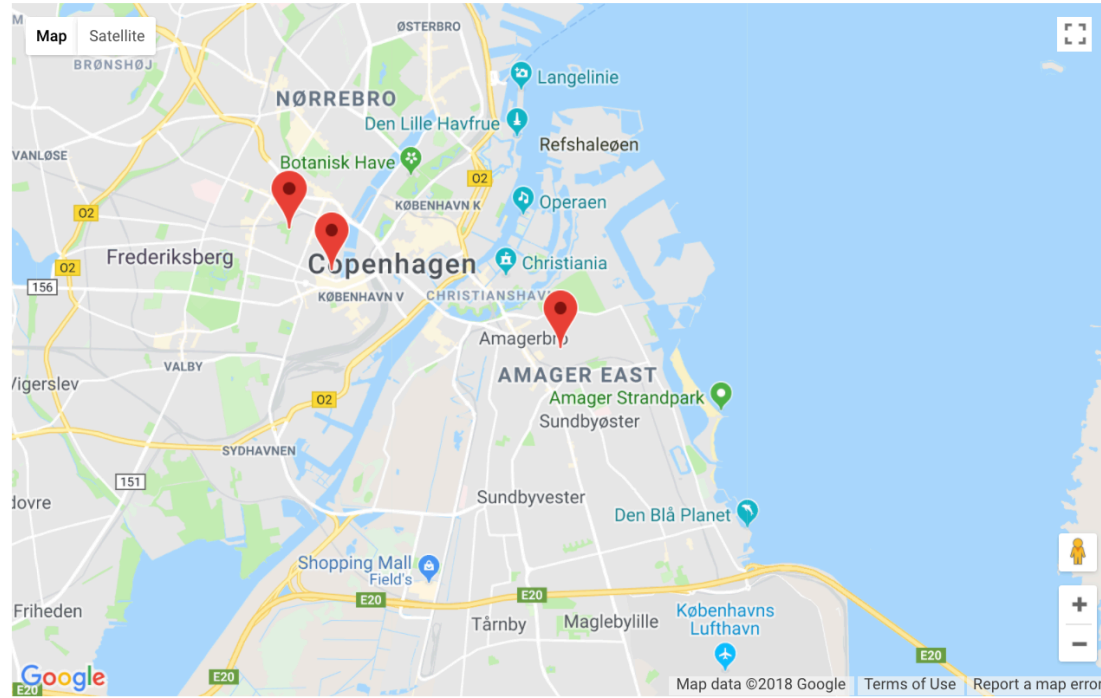 M
Map
Satellite
BRØNSHØJ
ØSTERBRO
Langelinie
NØRREBRO
Den Lille Havfrue
Refshaleøen
VANLØSE
Botanisk Have
O2
KØBENHAVN K
Operaen
O2
Frederiksberg
Copenhagen
Christiania
O2
156
KØBENHAVN V
CHRISTIANSHAV
Amagerbro
VALBY
AMAGER EAST
Vigerslev
O2
Amager Strandpark
Sundbyøster
SYDHAVNEN
151
dovre
Sundbyvester
Den Blå Planet
Shopping Mall
Field's
E20
E20
Friheden
Tårnby
Maglebylille
Københavns
Lufthavn
E20
E20
Google
E20
Map data ©2018 Google
Terms of Use
Report a map error
+
−